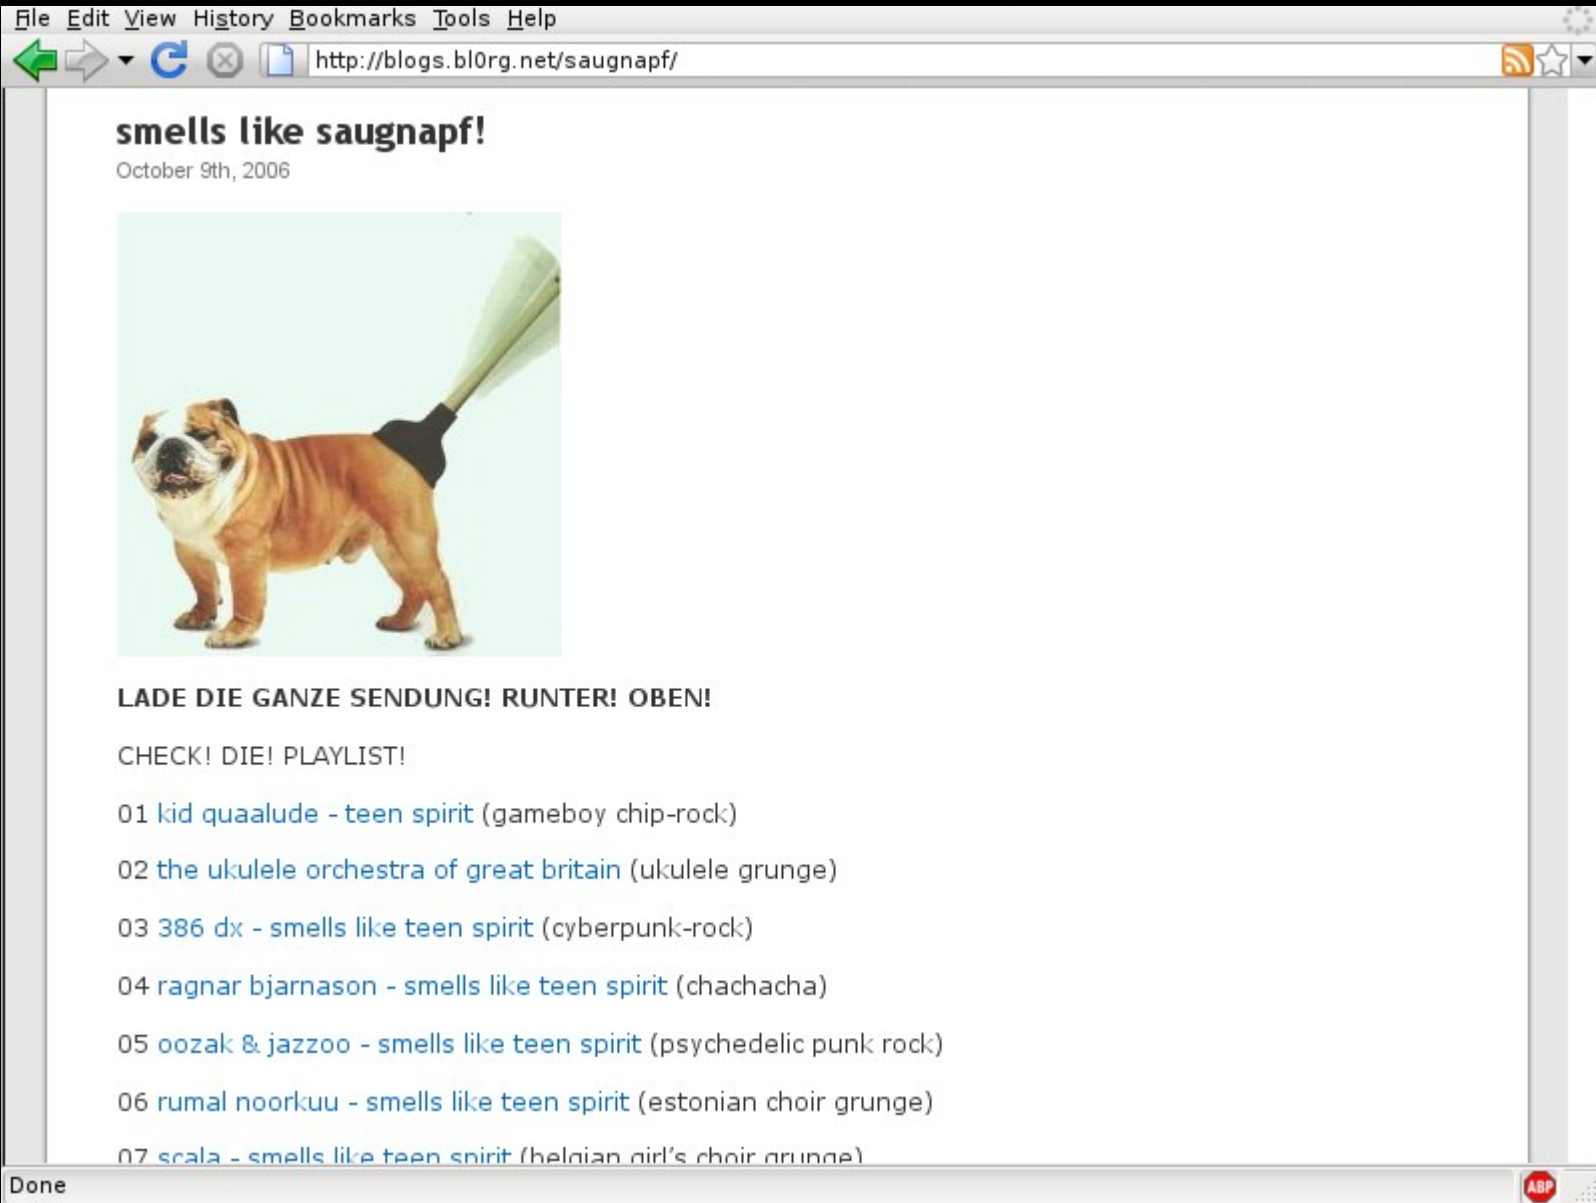 File Edit View History Bookmarks Tools Help
http://blogs.bl0rg.net/saugnapf/
smells like saugnapf!
October 9th, 2006
LADE DIE GANZE SENDUNG! RUNTER! OBEN!
CHECK! DIE! PLAYLIST!
01 kid quaalude - teen spirit (gameboy chip-rock)
02 the ukulele orchestra of great britain (ukulele grunge)
03 386 dx - smells like teen spirit (cyberpunk-rock)
04 ragnar bjarnason - smells like teen spirit (chachacha)
05 oozak & jazzoo - smells like teen spirit (psychedelic punk rock)
06 rumal noorkuu - smells like teen spirit (estonian choir grunge)
07 scala - smells like teen spirit (belgian girl's choir grunge)
Done
ABP